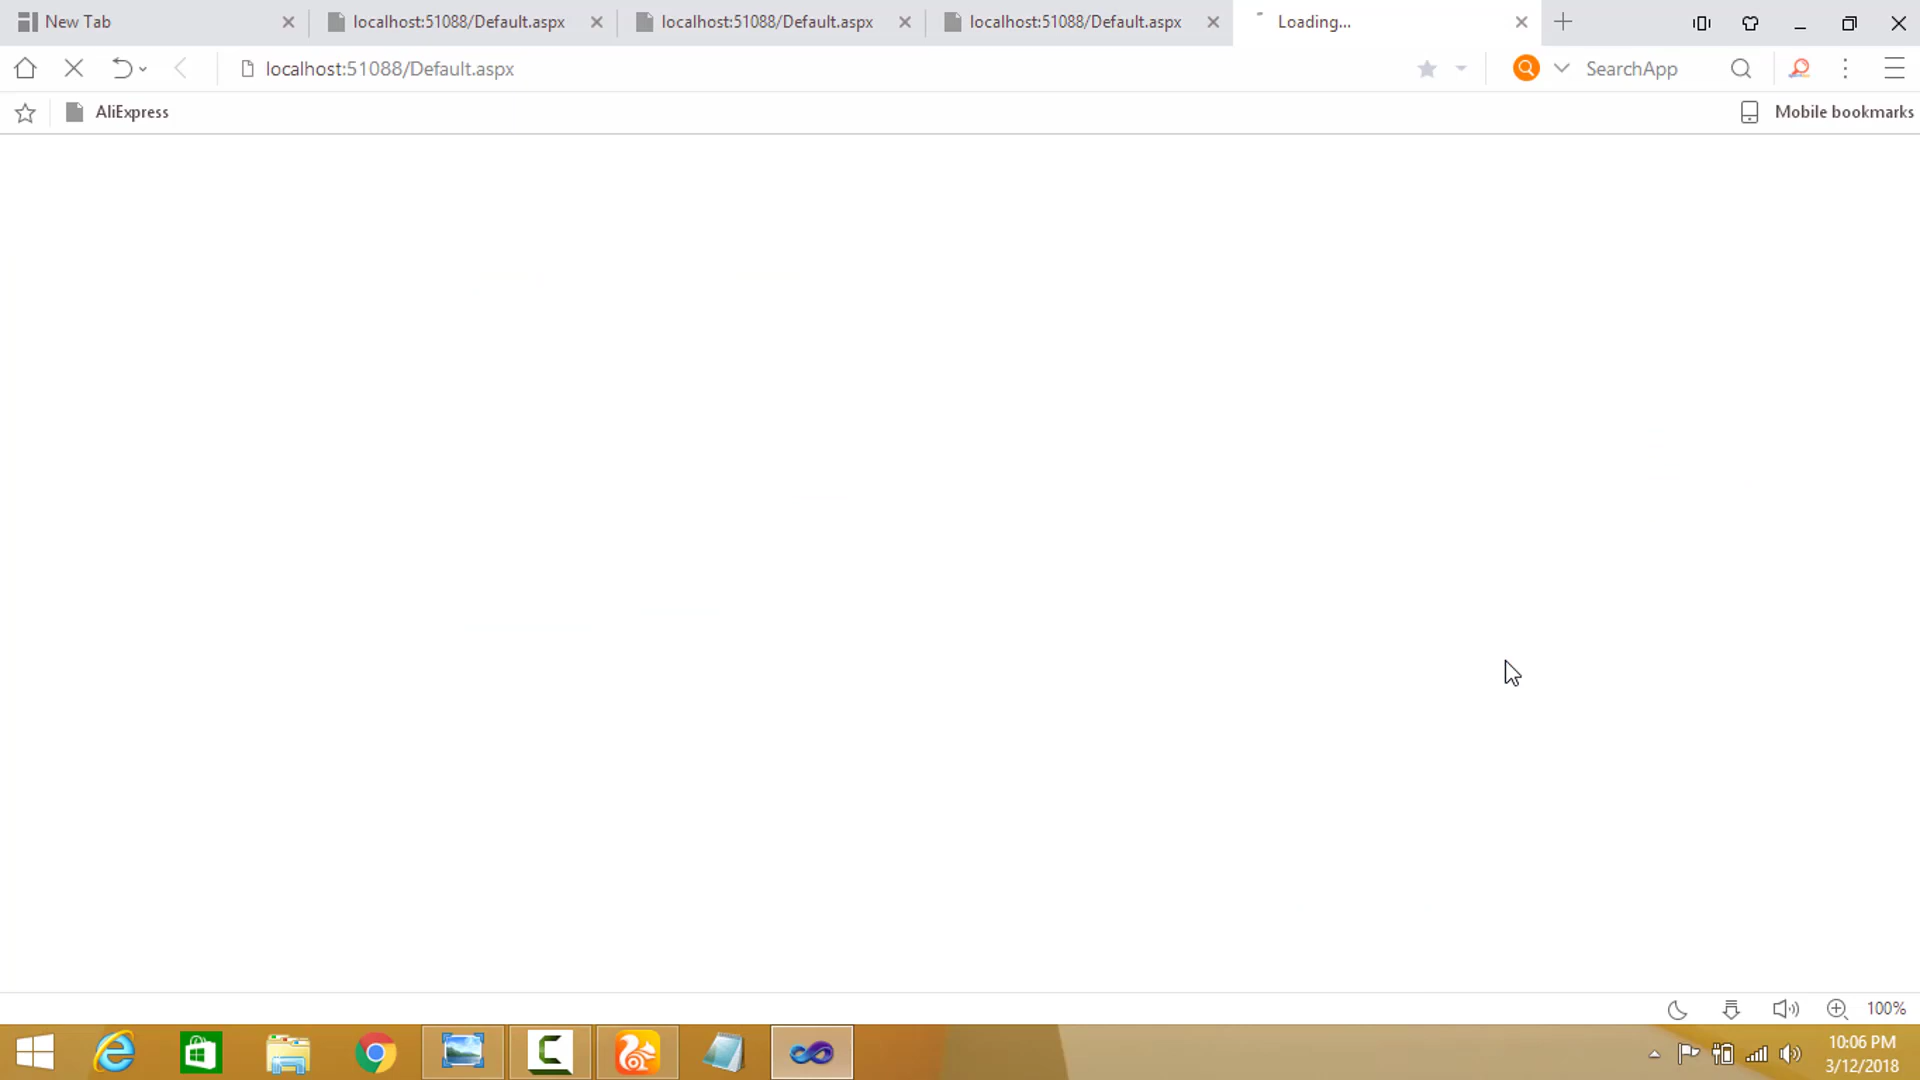 New Tab localhost:51088/Default.aspx localhost:51088/Default.aspx localhost:51088/Default.aspx Loading...
localhost:51088/Default.aspx SearchApp
AliExpress Mobile bookmarks
100%
10:06 PM
3/12/2018